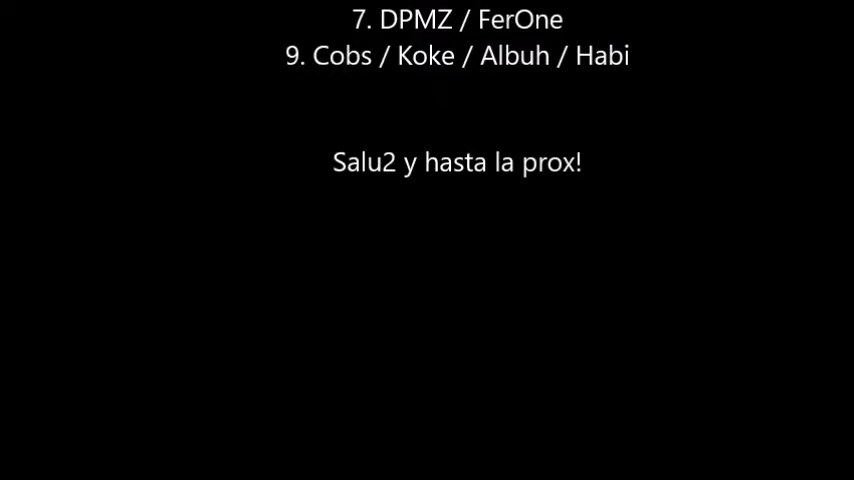 7. DPMZ / FerOne
9. Cobs / Koke / Albuh / Habi
Salu2 y hasta la prox!